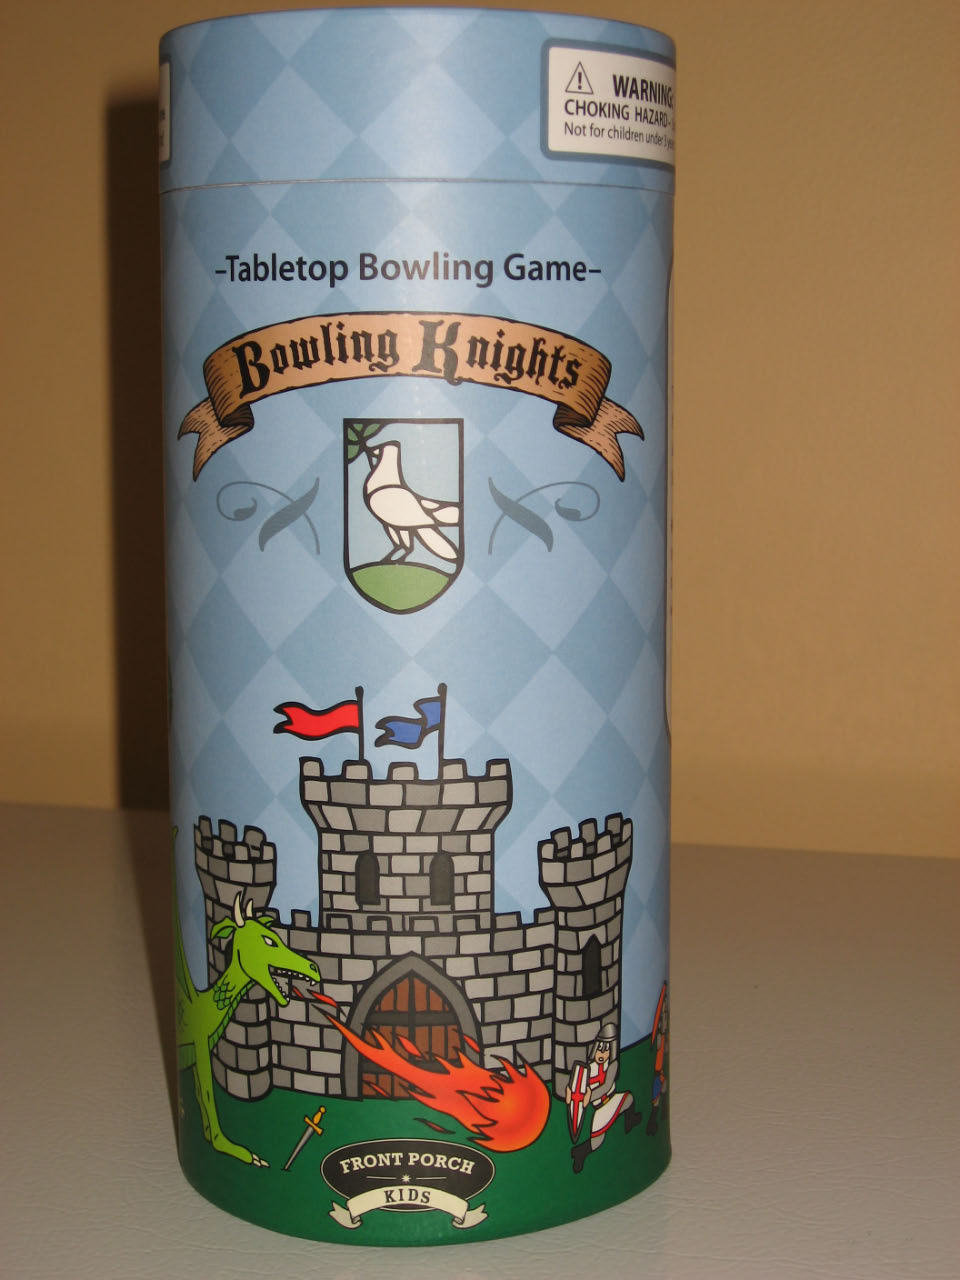 WARNING:
CHOKING HAZARD–
Not for children under 3
–Tabletop Bowling Game–
Bowling Knights
FRONT PORCH
KIDS